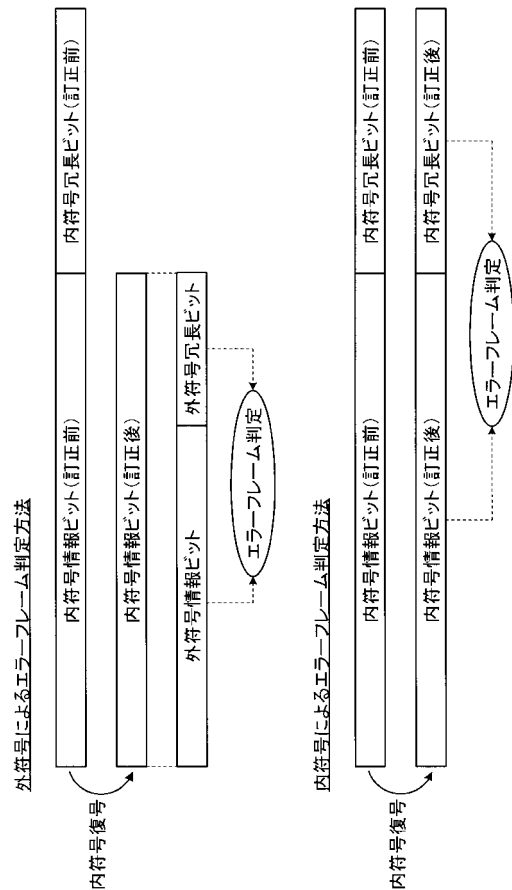 外符号によるエラーフレーム判定方法
内符号情報ビット(訂正前)
内符号冗長ビット(訂正前)
内符号復号
内符号情報ビット(訂正後)
外符号情報ビット
外符号冗長ビット
エラーフレーム判定
内符号によるエラーフレーム判定方法
内符号情報ビット(訂正前)
内符号冗長ビット(訂正前)
内符号復号
内符号情報ビット(訂正後)
内符号冗長ビット(訂正後)
エラーフレーム判定